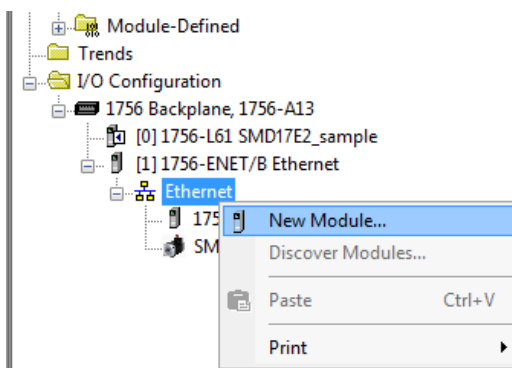 Module-Defined
Trends
I/O Configuration
1756 Backplane, 1756-A13
[0] 1756-L61 SMD17E2_sample
[1] 1756-ENET/B Ethernet
Ethernet
175
New Module...
SM
Discover Modules...
Paste Ctrl+V
Print